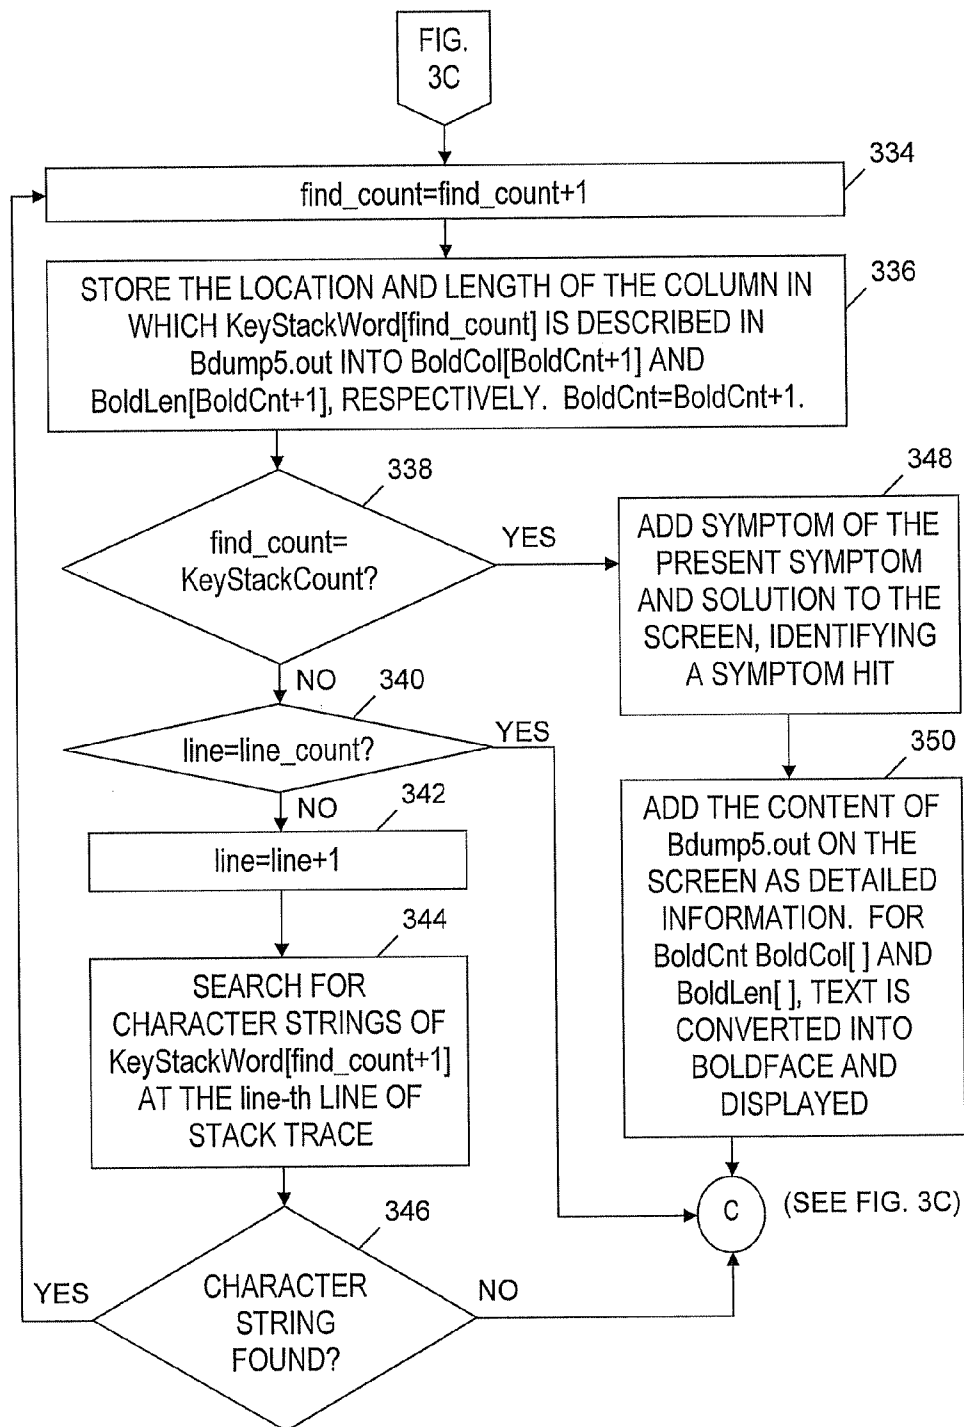 FIG.
3C
334
find_count=find_count+1
336
STORE THE LOCATION AND LENGTH OF THE COLUMN IN
WHICH KeyStackWord[find_count] IS DESCRIBED IN
Bdump5.out INTO BoldCol[BoldCnt+1] AND
BoldLen[BoldCnt+1], RESPECTIVELY. BoldCnt=BoldCnt+1.
338
find_count=
KeyStackCount?
YES
NO
348
ADD SYMPTOM OF THE
PRESENT SYMPTOM
AND SOLUTION TO THE
SCREEN, IDENTIFYING
A SYMPTOM HIT
340
line=line_count?
YES
NO
350
ADD THE CONTENT OF
Bdump5.out ON THE
SCREEN AS DETAILED
INFORMATION. FOR
BoldCnt BoldCol[ ] AND
BoldLen[ ], TEXT IS
CONVERTED INTO
BOLDFACE AND
DISPLAYED
342
line=line+1
344
SEARCH FOR
CHARACTER STRINGS OF
KeyStackWord[find_count+1]
AT THE line-th LINE OF
STACK TRACE
C
(SEE FIG. 3C)
346
CHARACTER
STRING
FOUND?
YES
NO